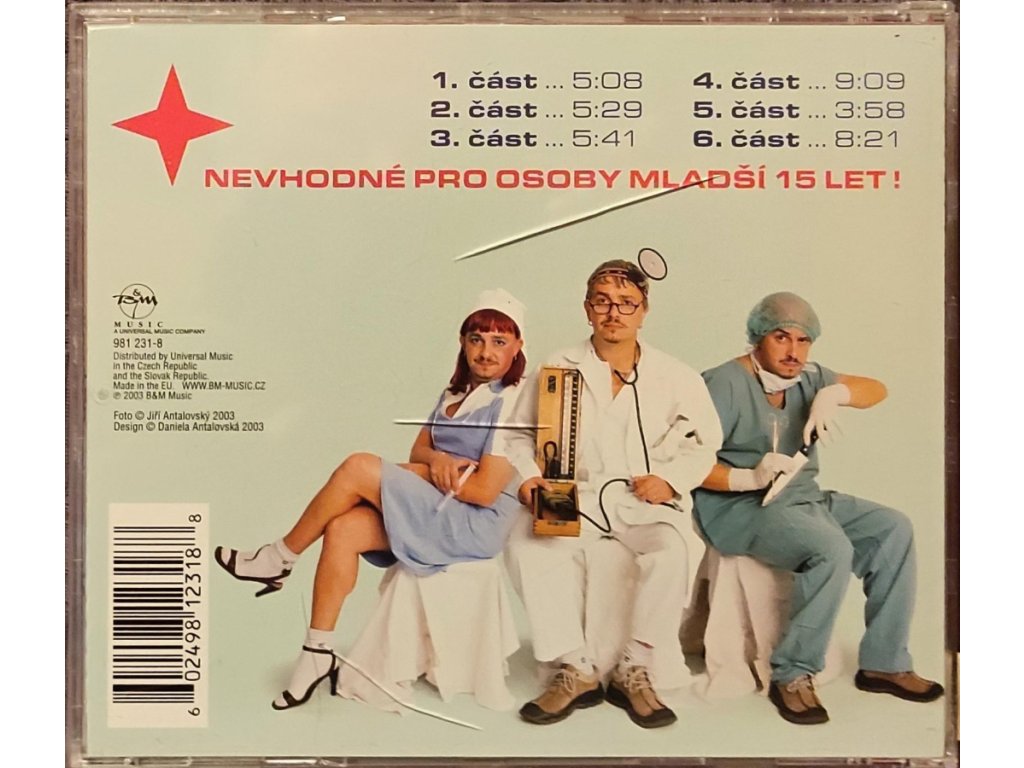 1. část ... 5:08
2. část ... 5:29
3. část ... 5:41
4. část ... 9:09
5. část ... 3:58
6. část ... 8:21
NEVHODNÉ PRO OSOBY MLADŠÍ 15 LET !
B&M
MUSIC
A UNIVERSAL MUSIC COMPANY
981 231-8
Distributed by Universal Music
in the Czech Republic
and the Slovak Republic.
Made in the EU. WWW.BM-MUSIC.CZ
℗ 2003 B&M Music
Foto © Jiří Antalovský 2003
Design © Daniela Antalovská 2003
6 02498 12318 8